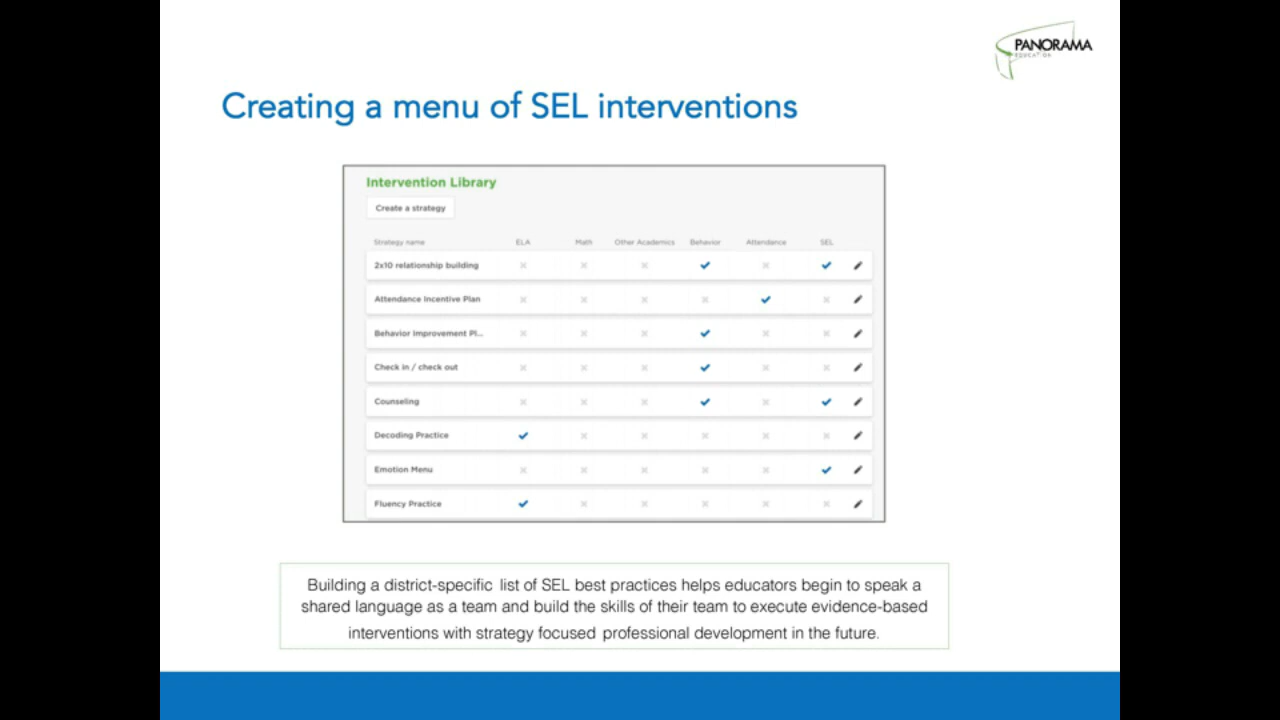 PANORAMA
EDUCATION
Creating a menu of SEL interventions
Intervention Library
Create a strategy
Strategy name ELA Math Other Academics Behavior Attendance SEL
2x10 relationship building
Attendance Incentive Plan
Behavior Improvement Pl...
Check in / check out
Counseling
Decoding Practice
Emotion Menu
Fluency Practice
Building a district-specific list of SEL best practices helps educators begin to speak a
shared language as a team and build the skills of their team to execute evidence-based
interventions with strategy focused professional development in the future.